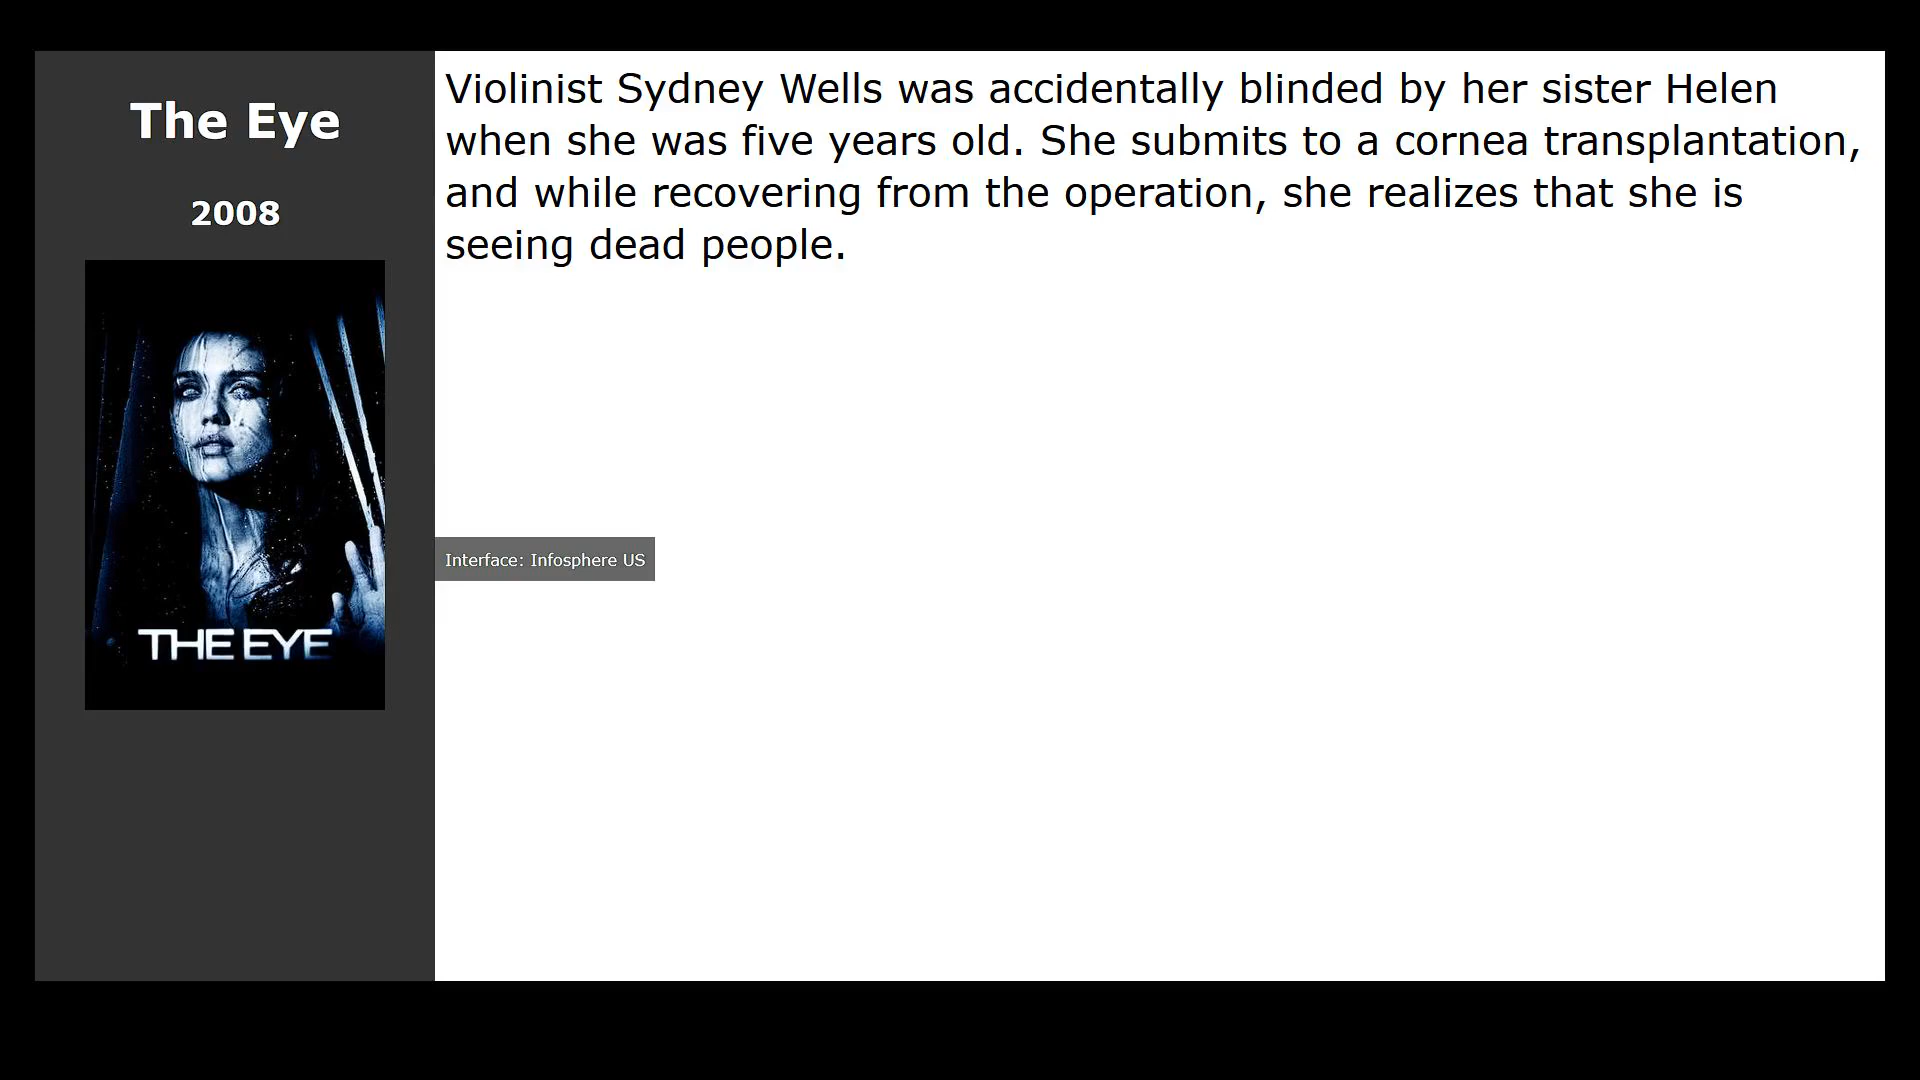 The Eye
2008
THE EYE
Violinist Sydney Wells was accidentally blinded by her sister Helen
when she was five years old. She submits to a cornea transplantation,
and while recovering from the operation, she realizes that she is
seeing dead people.
Interface: Infosphere US